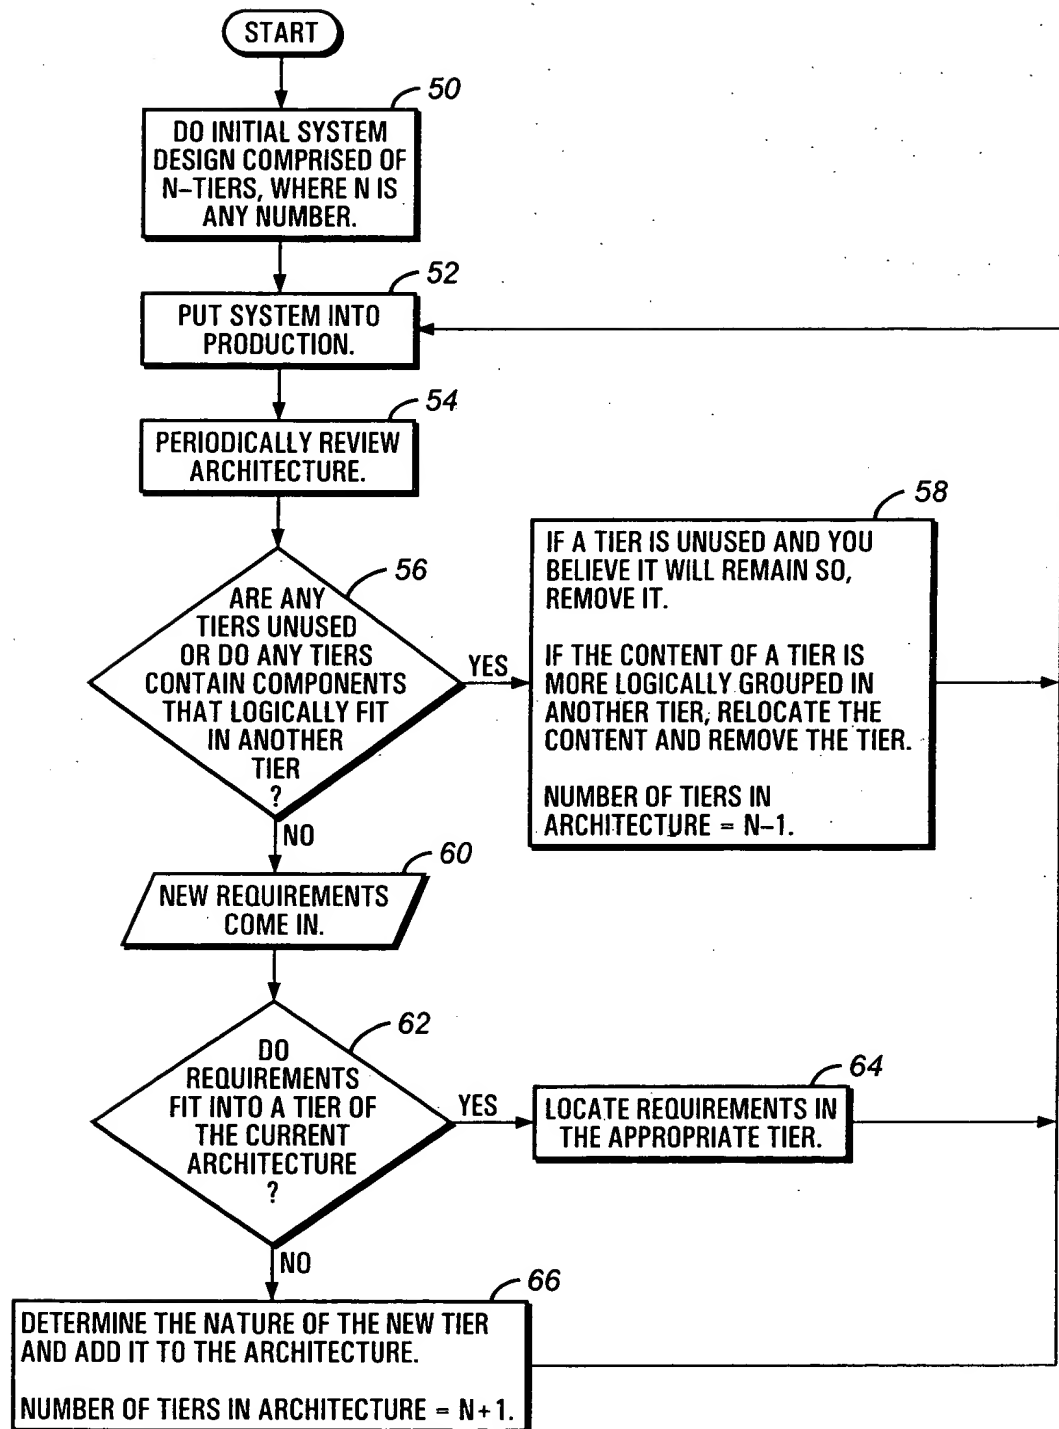 START
50
DO INITIAL SYSTEM
DESIGN COMPRISED OF
N-TIERS, WHERE N IS
ANY NUMBER.
52
PUT SYSTEM INTO
PRODUCTION.
54
PERIODICALLY REVIEW
ARCHITECTURE.
56
ARE ANY
TIERS UNUSED
OR DO ANY TIERS
CONTAIN COMPONENTS
THAT LOGICALLY FIT
IN ANOTHER
TIER
?
YES
58
IF A TIER IS UNUSED AND YOU
BELIEVE IT WILL REMAIN SO,
REMOVE IT.
IF THE CONTENT OF A TIER IS
MORE LOGICALLY GROUPED IN
ANOTHER TIER, RELOCATE THE
CONTENT AND REMOVE THE TIER.
NUMBER OF TIERS IN
ARCHITECTURE = N-1.
NO
60
NEW REQUIREMENTS
COME IN.
62
DO
REQUIREMENTS
FIT INTO A TIER OF
THE CURRENT
ARCHITECTURE
?
YES
64
LOCATE REQUIREMENTS IN
THE APPROPRIATE TIER.
NO
66
DETERMINE THE NATURE OF THE NEW TIER
AND ADD IT TO THE ARCHITECTURE.
NUMBER OF TIERS IN ARCHITECTURE = N+1.